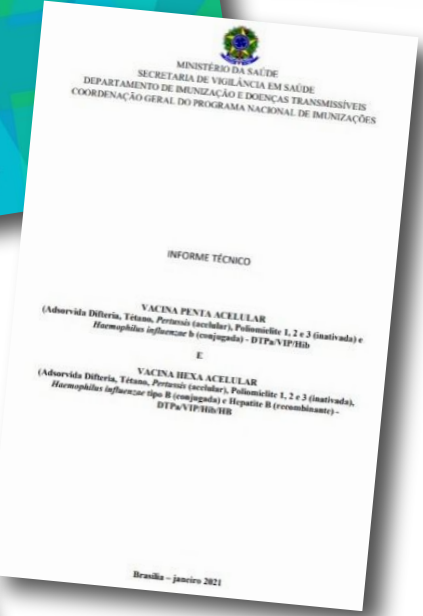 MINISTÉRIO DA SAÚDE
SECRETARIA DE VIGILÂNCIA EM SAÚDE
DEPARTAMENTO DE IMUNIZAÇÃO E DOENÇAS TRANSMISSÍVEIS
COORDENAÇÃO GERAL DO PROGRAMA NACIONAL DE IMUNIZAÇÕES
INFORME TÉCNICO
VACINA PENTA ACELULAR
(Adsorvida Difteria, Tétano, Pertussis (acelular), Poliomielite 1, 2 e 3 (inativada) e
Haemophilus influenzae b (conjugada) - DTPa/VIP/Hib
E
VACINA HEXA ACELULAR
(Adsorvida Difteria, Tétano, Pertussis (acelular), Poliomielite 1, 2 e 3 (inativada),
Haemophilus influenzae tipo B (conjugada) e Hepatite B (recombinante) -
DTPa/VIP/Hib/HB
Brasília – janeiro 2021